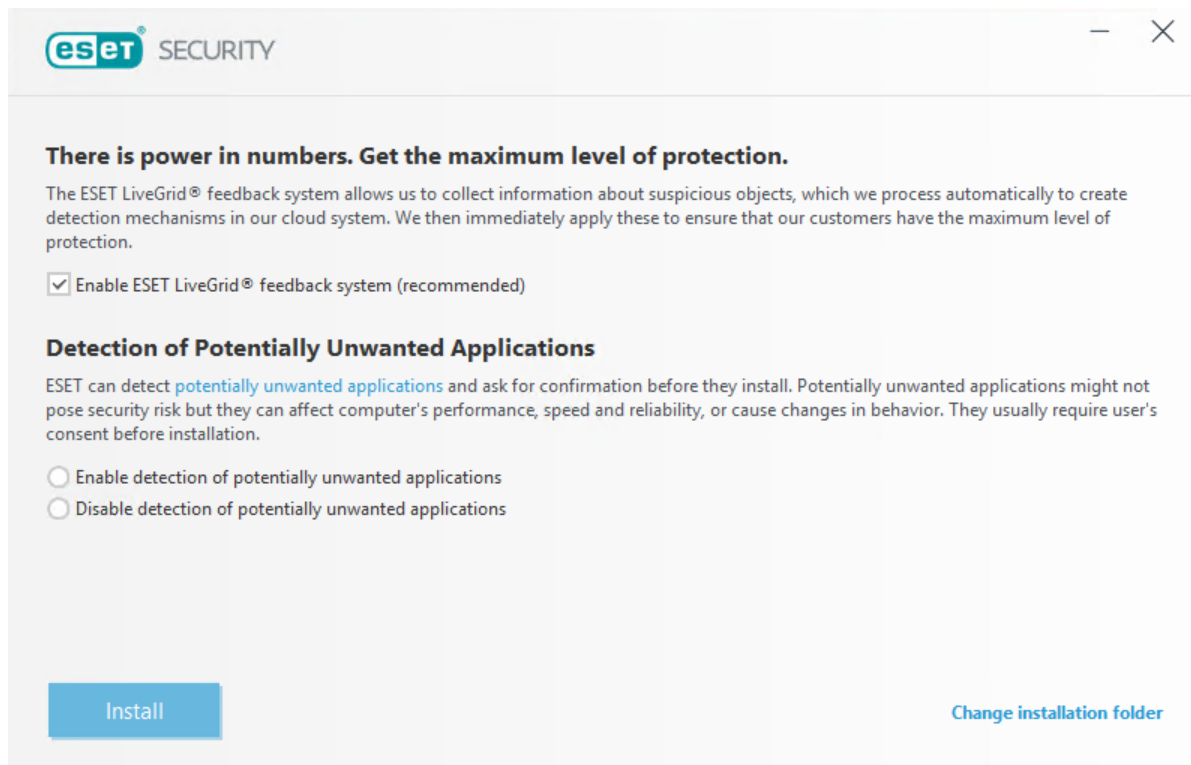 eset® SECURITY
There is power in numbers. Get the maximum level of protection.
The ESET LiveGrid® feedback system allows us to collect information about suspicious objects, which we process automatically to create
detection mechanisms in our cloud system. We then immediately apply these to ensure that our customers have the maximum level of
protection.
Enable ESET LiveGrid® feedback system (recommended)
Detection of Potentially Unwanted Applications
ESET can detect potentially unwanted applications and ask for confirmation before they install. Potentially unwanted applications might not
pose security risk but they can affect computer's performance, speed and reliability, or cause changes in behavior. They usually require user's
consent before installation.
Enable detection of potentially unwanted applications
Disable detection of potentially unwanted applications
Install
Change installation folder